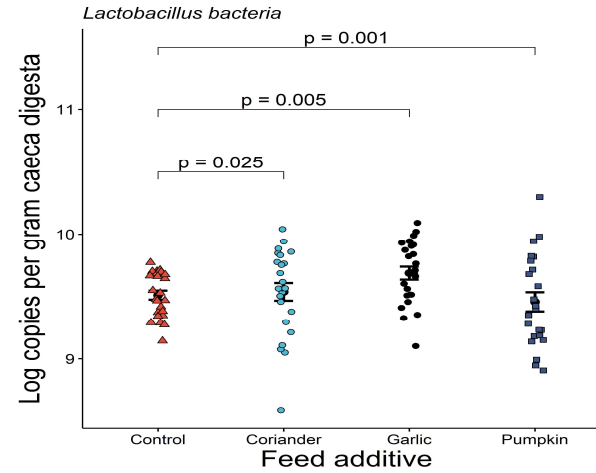 Lactobacillus bacteria
p = 0.001
p = 0.005
p = 0.025
Log copies per gram caeca digesta
11
10
9
Control Coriander Garlic Pumpkin
Feed additive